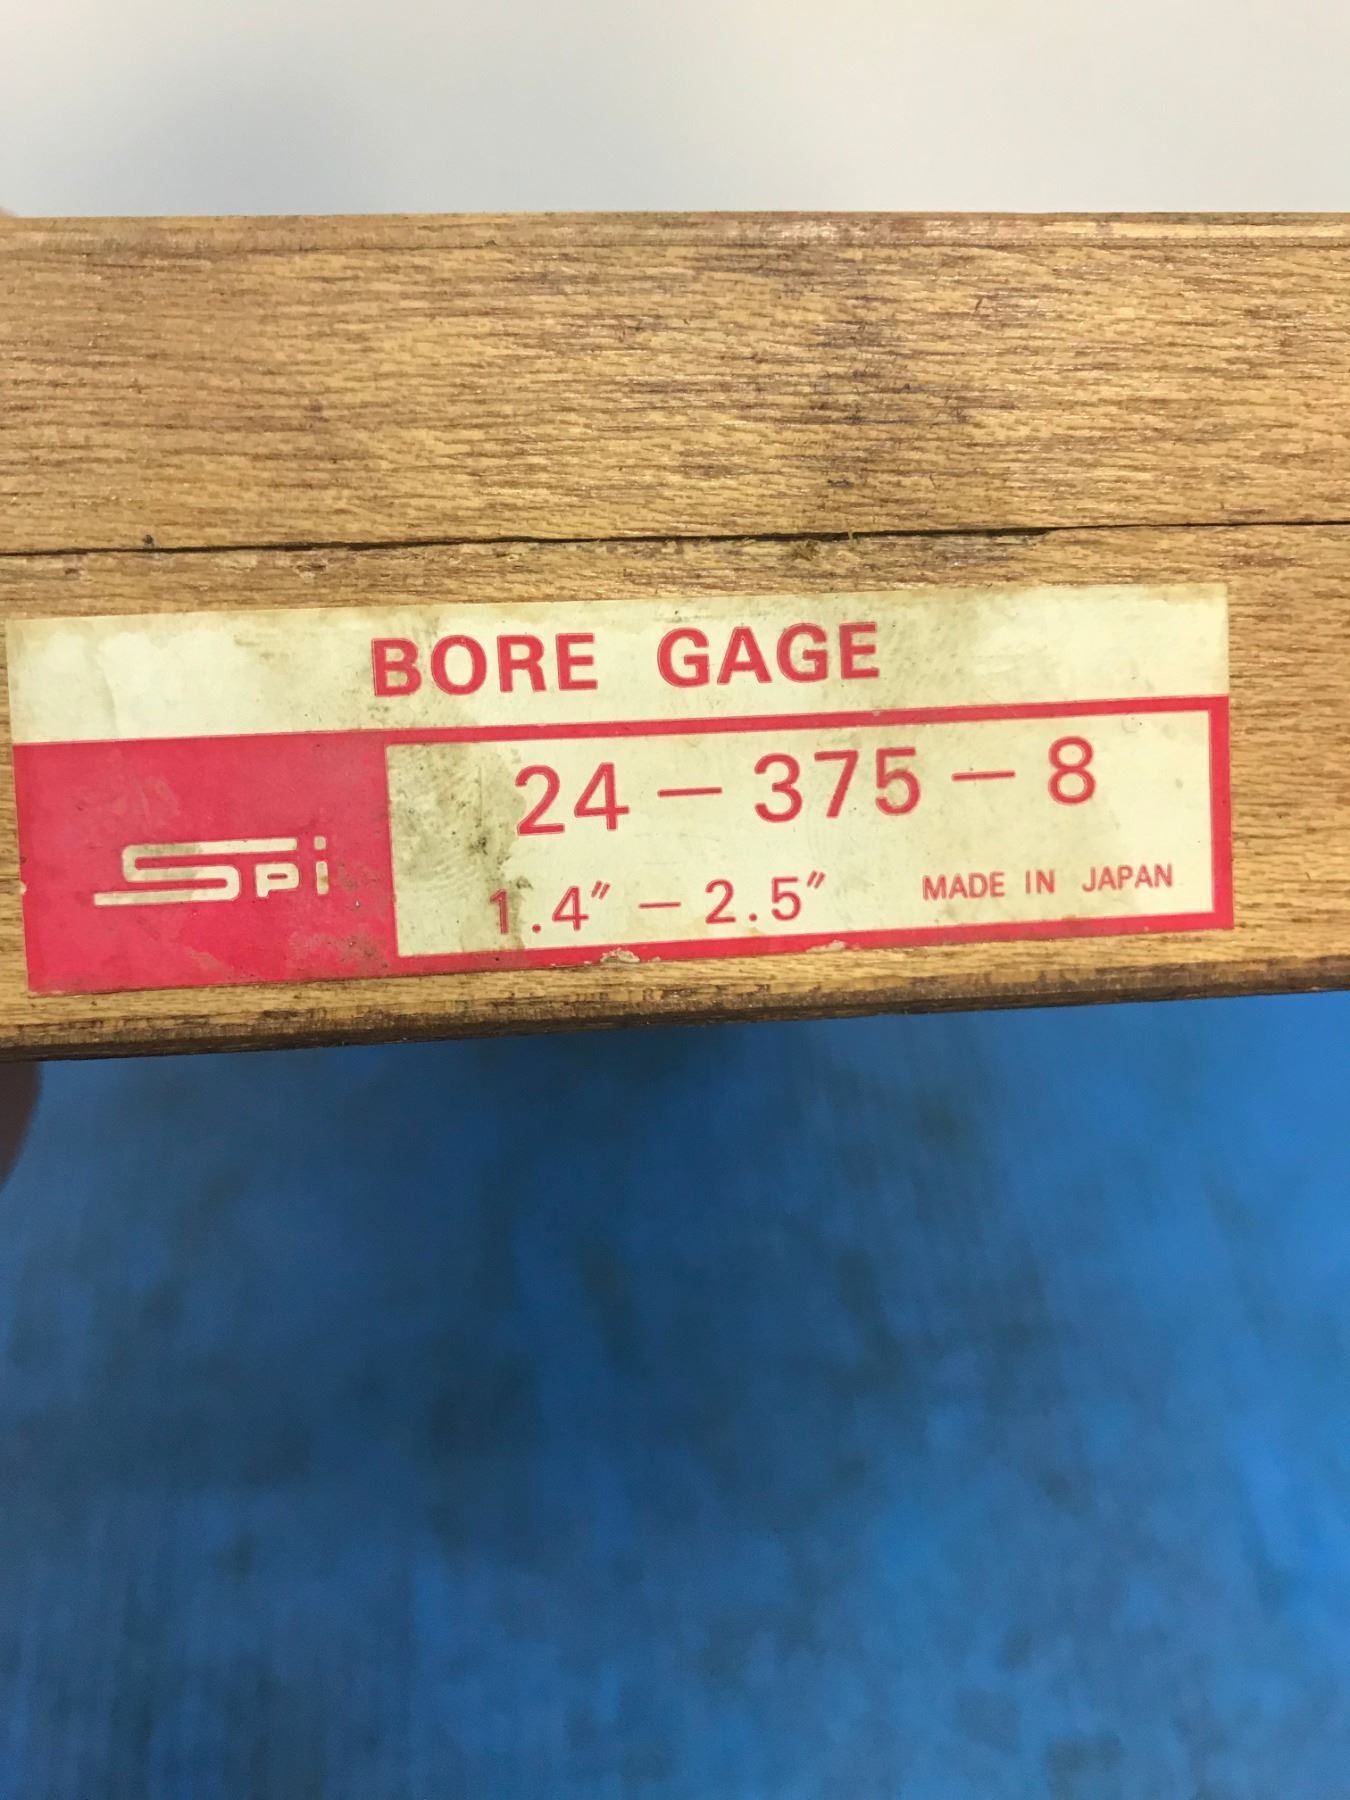 BORE GAGE
SPi
24-375-8
1.4"-2.5" MADE IN JAPAN